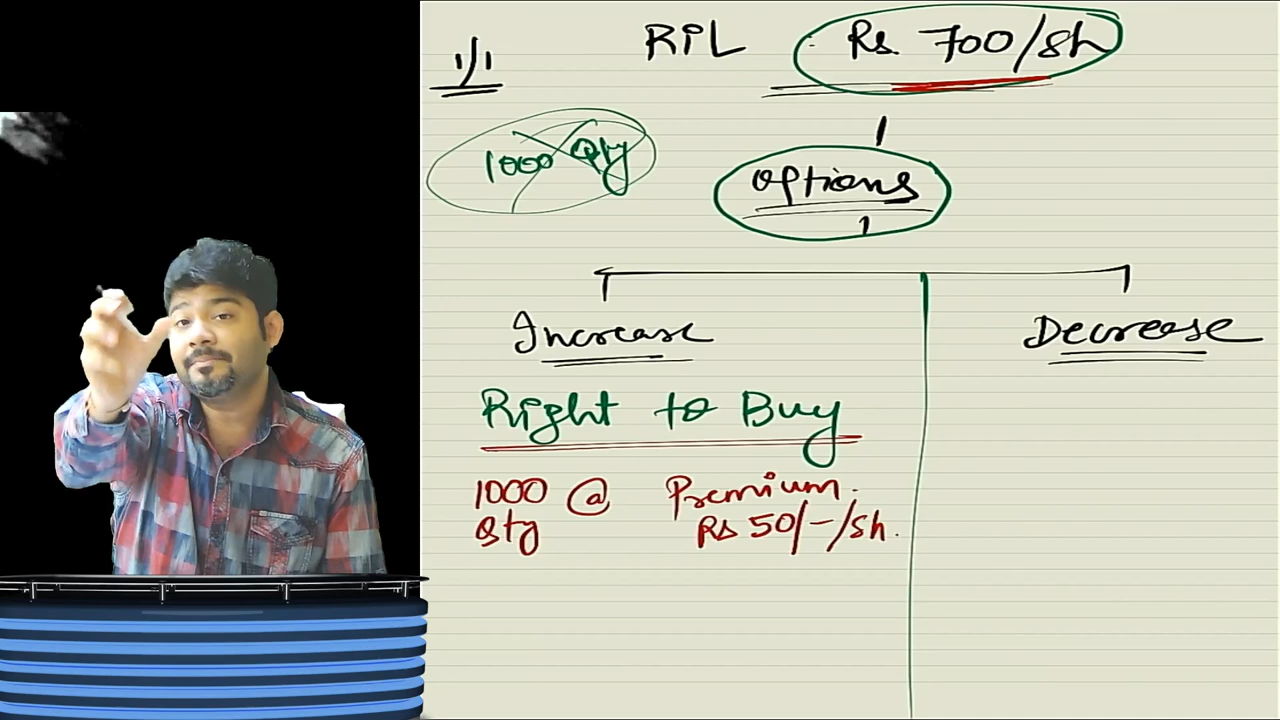 1/1
RiL Rs. 700/sh
1000 Qty
options
Increase
Decrease
Right to Buy
1000 @ Premium.
Qty Rs 50/-/sh.